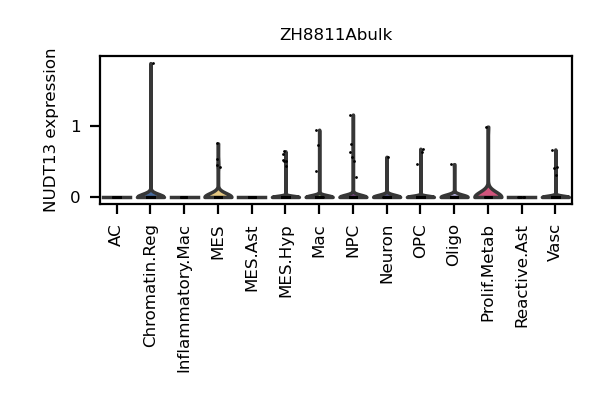 ZH8811Abulk
NUDT13 expression
1
0
AC
Chromatin.Reg
Inflammatory.Mac
MES
MES.Ast
MES.Hyp
Mac
NPC
Neuron
OPC
Oligo
Prolif.Metab
Reactive.Ast
Vasc